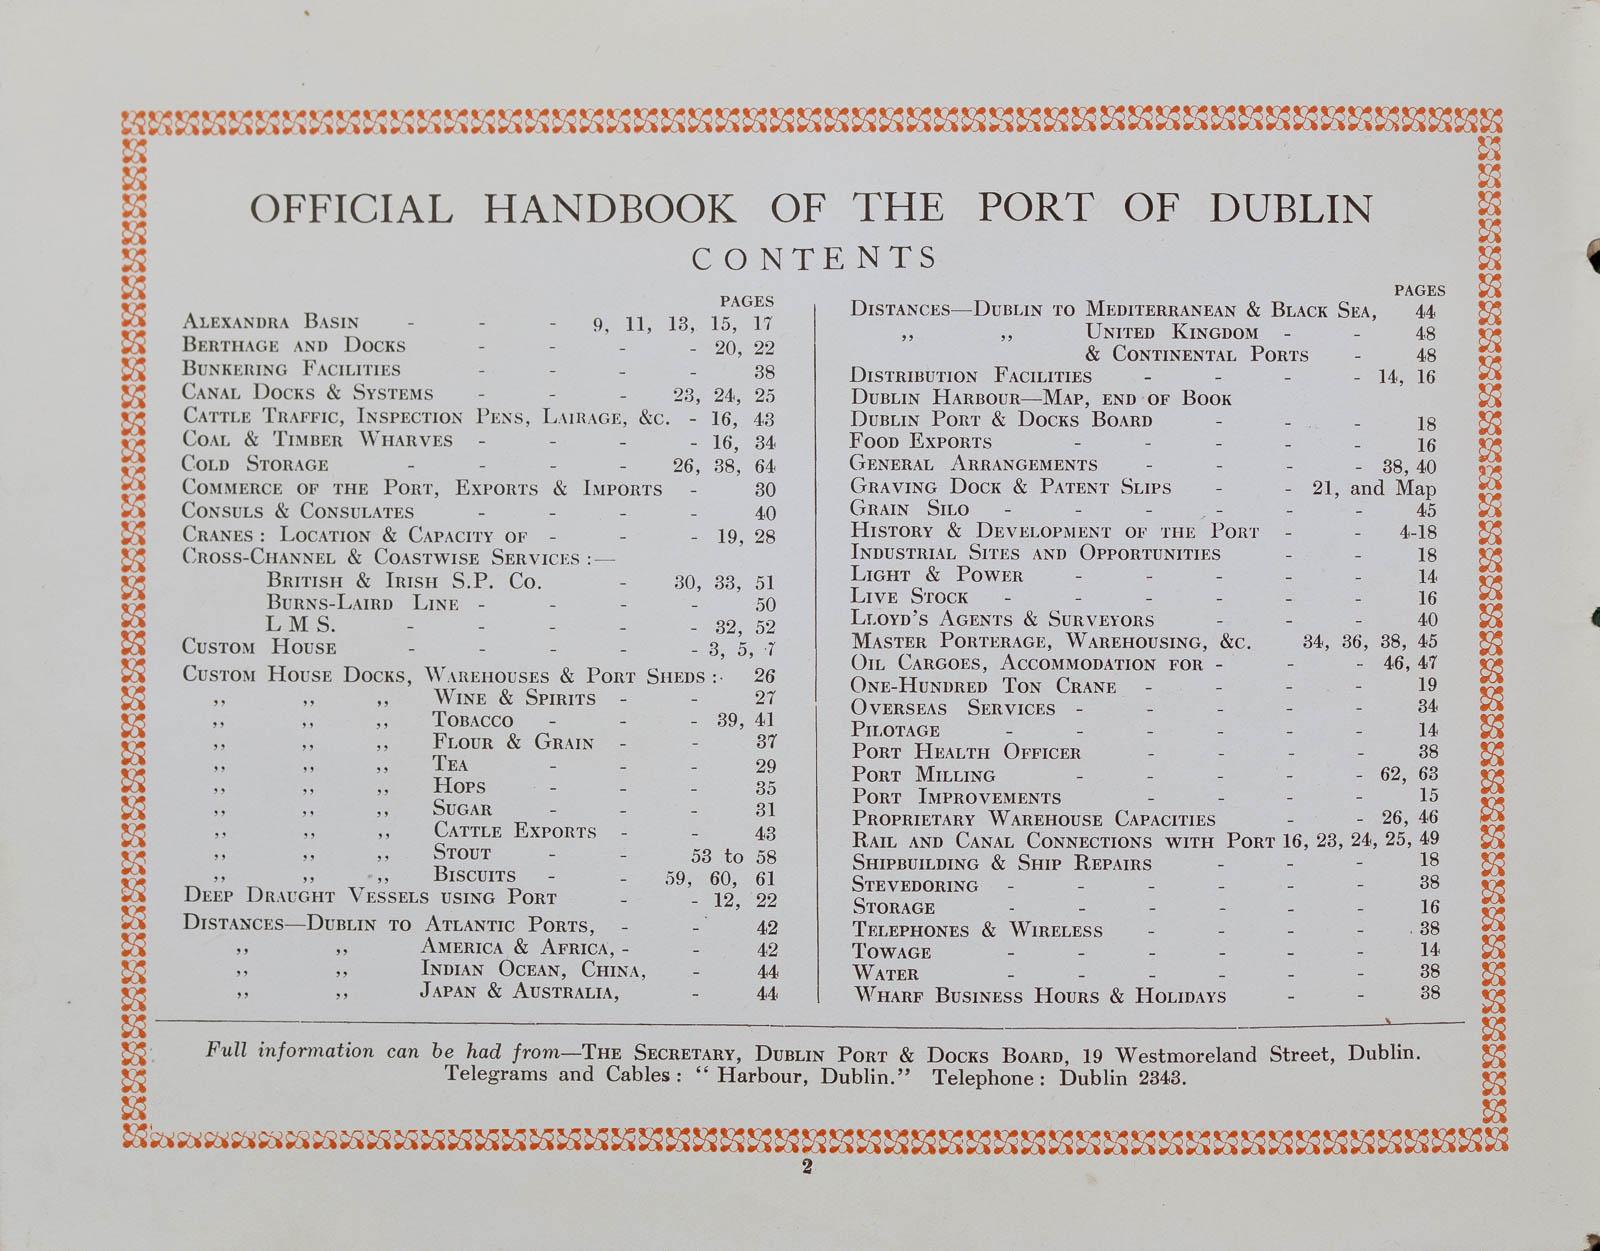 OFFICIAL HANDBOOK OF THE PORT OF DUBLIN
CONTENTS
PAGES
ALEXANDRA BASIN - - - 9, 11, 13, 15, 17
BERTHAGE AND DOCKS - - - - 20, 22
BUNKERING FACILITIES - - - - 38
CANAL DOCKS & SYSTEMS - - - 23, 24, 25
CATTLE TRAFFIC, INSPECTION PENS, LAIRAGE, &C. - 16, 43
COAL & TIMBER WHARVES - - - - 16, 34
COLD STORAGE - - - - 26, 38, 64
COMMERCE OF THE PORT, EXPORTS & IMPORTS - 30
CONSULS & CONSULATES - - - - 40
CRANES : LOCATION & CAPACITY OF - - - 19, 28
CROSS-CHANNEL & COASTWISE SERVICES :—
BRITISH & IRISH S.P. CO. - 30, 33, 51
BURNS-LAIRD LINE - - - - 50
L M S. - - - - - 32, 52
CUSTOM HOUSE - - - - - 3, 5, 7
CUSTOM HOUSE DOCKS, WAREHOUSES & PORT SHEDS :- 26
,, ,, ,, WINE & SPIRITS - - 27
,, ,, ,, TOBACCO - - - 39, 41
,, ,, ,, FLOUR & GRAIN - - 37
,, ,, ,, TEA - - - 29
,, ,, ,, HOPS - - - 35
,, ,, ,, SUGAR - - - 31
,, ,, ,, CATTLE EXPORTS - - 43
,, ,, ,, STOUT - - 53 to 58
,, ,, ,, BISCUITS - - 59, 60, 61
DEEP DRAUGHT VESSELS USING PORT - - 12, 22
DISTANCES—DUBLIN TO ATLANTIC PORTS, - - 42
,, ,, AMERICA & AFRICA, - - 42
,, ,, INDIAN OCEAN, CHINA, - 44
,, ,, JAPAN & AUSTRALIA, - 44
PAGES
DISTANCES—DUBLIN TO MEDITERRANEAN & BLACK SEA, 44
,, ,, UNITED KINGDOM - - 48
& CONTINENTAL PORTS - 48
DISTRIBUTION FACILITIES - - - - 14, 16
DUBLIN HARBOUR—MAP, END OF BOOK
DUBLIN PORT & DOCKS BOARD - - - 18
FOOD EXPORTS - - - - - 16
GENERAL ARRANGEMENTS - - - - 38, 40
GRAVING DOCK & PATENT SLIPS - - 21, and Map
GRAIN SILO - - - - - - 45
HISTORY & DEVELOPMENT OF THE PORT - - 4-18
INDUSTRIAL SITES AND OPPORTUNITIES - - 18
LIGHT & POWER - - - - - 14
LIVE STOCK - - - - - - 16
LLOYD'S AGENTS & SURVEYORS - - - 40
MASTER PORTERAGE, WAREHOUSING, &C. 34, 36, 38, 45
OIL CARGOES, ACCOMMODATION FOR - - - 46, 47
ONE-HUNDRED TON CRANE - - - - 19
OVERSEAS SERVICES - - - - - 34
PILOTAGE - - - - - - 14
PORT HEALTH OFFICER - - - - 38
PORT MILLING - - - - - 62, 63
PORT IMPROVEMENTS - - - - 15
PROPRIETARY WAREHOUSE CAPACITIES - - 26, 46
RAIL AND CANAL CONNECTIONS WITH PORT 16, 23, 24, 25, 49
SHIPBUILDING & SHIP REPAIRS - - - 18
STEVEDORING - - - - - - 38
STORAGE - - - - - - 16
TELEPHONES & WIRELESS - - - - 38
TOWAGE - - - - - - 14
WATER - - - - - - 38
WHARF BUSINESS HOURS & HOLIDAYS - - 38
Full information can be had from—THE SECRETARY, DUBLIN PORT & DOCKS BOARD, 19 Westmoreland Street, Dublin.
Telegrams and Cables : “ Harbour, Dublin.” Telephone : Dublin 2343.
2